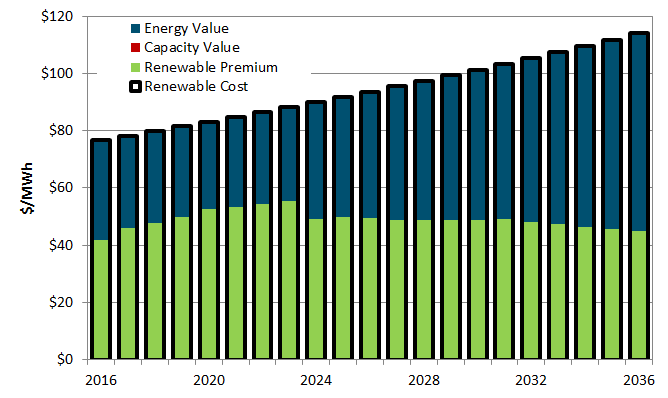 $120
$100
$80
$60
$40
$20
$0
$/MWh
Energy Value
Capacity Value
Renewable Premium
Renewable Cost
2016 2020 2024 2028 2032 2036